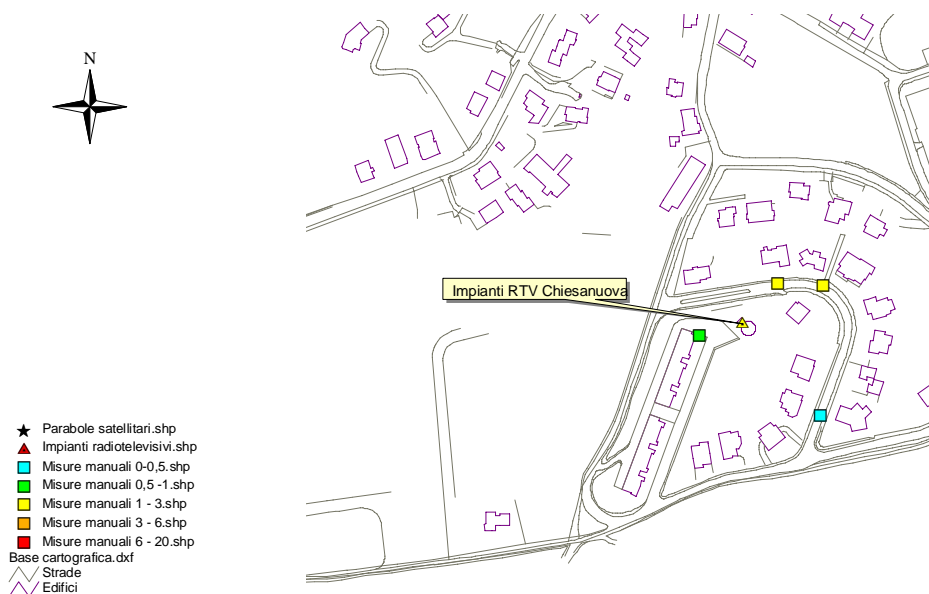 N
Impianti RTV Chiesanuova
Parabole satellitari.shp
Impianti radiotelevisivi.shp
Misure manuali 0-0,5.shp
Misure manuali 0,5 -1.shp
Misure manuali 1 - 3.shp
Misure manuali 3 - 6.shp
Misure manuali 6 - 20.shp
Base cartografica.dxf
Strade
Edifici